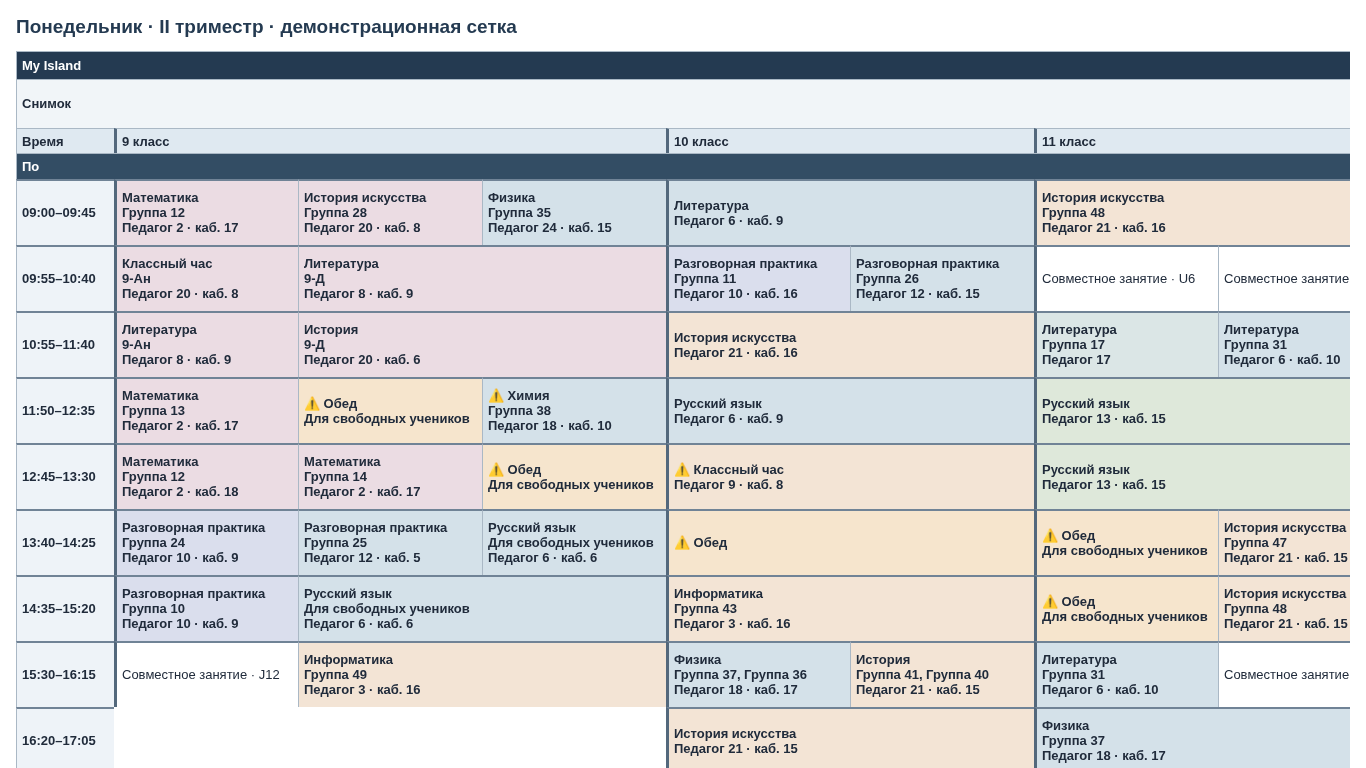 Понедельник · II триместр · демонстрационная сетка
My Island
Снимок
Время
9 класс
10 класс
11 класс
По
09:00–09:45
Математика
Группа 12
Педагог 2 · каб. 17
История искусства
Группа 28
Педагог 20 · каб. 8
Физика
Группа 35
Педагог 24 · каб. 15
Литература
Педагог 6 · каб. 9
История искусства
Группа 48
Педагог 21 · каб. 16
09:55–10:40
Классный час
9-Ан
Педагог 20 · каб. 8
Литература
9-Д
Педагог 8 · каб. 9
Разговорная практика
Группа 11
Педагог 10 · каб. 16
Разговорная практика
Группа 26
Педагог 12 · каб. 15
Совместное занятие · U6
Совместное занятие
10:55–11:40
Литература
9-Ан
Педагог 8 · каб. 9
История
9-Д
Педагог 20 · каб. 6
История искусства
Педагог 21 · каб. 16
Литература
Группа 17
Педагог 17
Литература
Группа 31
Педагог 6 · каб. 10
11:50–12:35
Математика
Группа 13
Педагог 2 · каб. 17
⚠️ Обед
Для свободных учеников
⚠️ Химия
Группа 38
Педагог 18 · каб. 10
Русский язык
Педагог 6 · каб. 9
Русский язык
Педагог 13 · каб. 15
12:45–13:30
Математика
Группа 12
Педагог 2 · каб. 18
Математика
Группа 14
Педагог 2 · каб. 17
⚠️ Обед
Для свободных учеников
⚠️ Классный час
Педагог 9 · каб. 8
Русский язык
Педагог 13 · каб. 15
13:40–14:25
Разговорная практика
Группа 24
Педагог 10 · каб. 9
Разговорная практика
Группа 25
Педагог 12 · каб. 5
Русский язык
Для свободных учеников
Педагог 6 · каб. 6
⚠️ Обед
⚠️ Обед
Для свободных учеников
История искусства
Группа 47
Педагог 21 · каб. 15
14:35–15:20
Разговорная практика
Группа 10
Педагог 10 · каб. 9
Русский язык
Для свободных учеников
Педагог 6 · каб. 6
Информатика
Группа 43
Педагог 3 · каб. 16
⚠️ Обед
Для свободных учеников
История искусства
Группа 48
Педагог 21 · каб. 15
15:30–16:15
Совместное занятие · J12
Информатика
Группа 49
Педагог 3 · каб. 16
Физика
Группа 37, Группа 36
Педагог 18 · каб. 17
История
Группа 41, Группа 40
Педагог 21 · каб. 15
Литература
Группа 31
Педагог 6 · каб. 10
Совместное занятие
16:20–17:05
История искусства
Педагог 21 · каб. 15
Физика
Группа 37
Педагог 18 · каб. 17